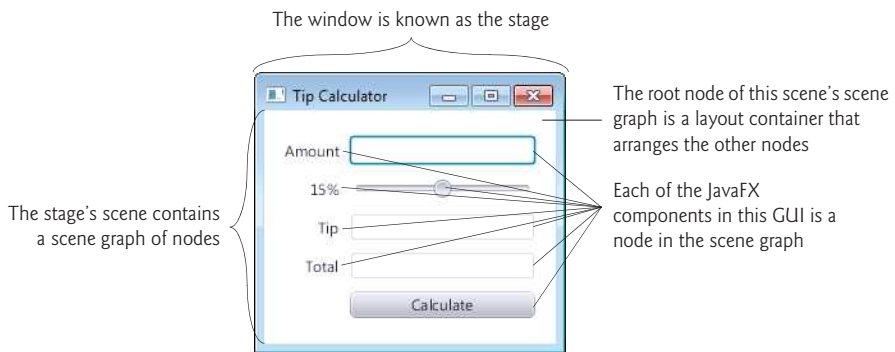 The window is known as the stage
Tip Calculator
The root node of this scene's scene
graph is a layout container that
arranges the other nodes
Amount
15%
Each of the JavaFX
components in this GUI is a
node in the scene graph
The stage's scene contains
a scene graph of nodes
Tip
Total
Calculate